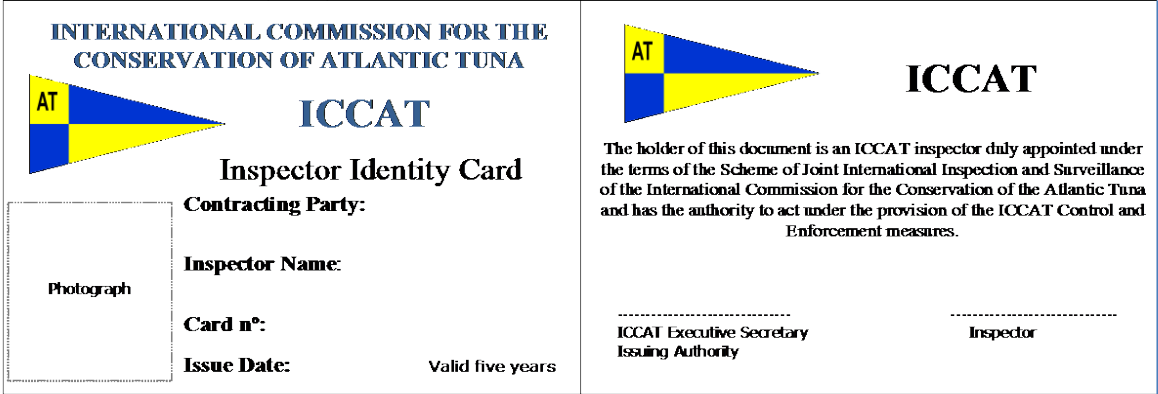 INTERNATIONAL COMMISSION FOR THE
CONSERVATION OF ATLANTIC TUNA
AT
ICCAT
Inspector Identity Card
Contracting Party:
Inspector Name:
Photograph
Card nº:
Issue Date:
Valid five years
AT
ICCAT
The holder of this document is an ICCAT inspector duly appointed under
the terms of the Scheme of Joint International Inspection and Surveillance
of the International Commission for the Conservation of the Atlantic Tuna
and has the authority to act under the provision of the ICCAT Control and
Enforcement measures.
ICCAT Executive Secretary
Issuing Authority
Inspector